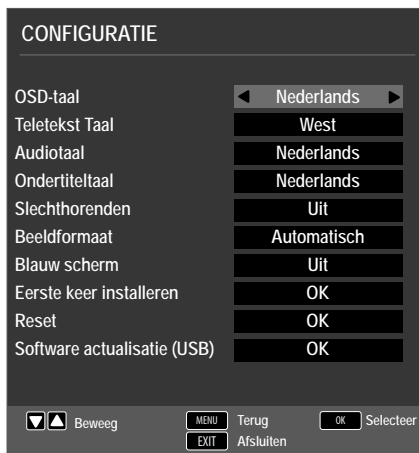 CONFIGURATIE
OSD-taal Nederlands
Teletekst Taal West
Audiotaal Nederlands
Ondertiteltaal Nederlands
Slechthorenden Uit
Beeldformaat Automatisch
Blauw scherm Uit
Eerste keer installeren OK
Reset OK
Software actualisatie (USB) OK
Beweeg MENU Terug OK Selecteer
EXIT Afsluiten